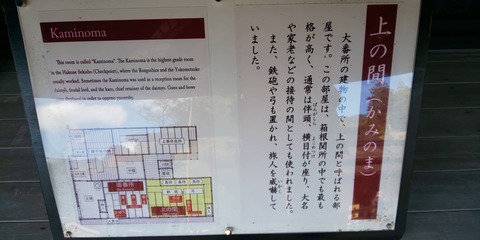 Kaminoma
This room is called "Kaminoma". The Kaminoma is the highest grade room
in the Hakone Sekisho (Checkpoint), where the Bangashira and the Yokometsuke
usually worked. Sometimes the Kaminoma was used as a reception room for the
daimyo, feudal lord, and the karo, chief retainer of the daimyo. Guns and bows
were displayed in order to oppress
上の間(かみのま)
大番所の建物の中で、上の間と呼ばれる部
屋です。この部屋は、箱根関所の中でも最も
格が高く、通常は伴頭、横目付が座り、大名
や家老などの接待の間としても使われました。
また、鉄砲や弓も置かれ、旅人を威嚇して
いました。
面番所
上の間